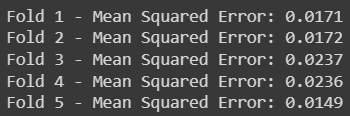 Fold 1 - Mean Squared Error: 0.0171
Fold 2 - Mean Squared Error: 0.0172
Fold 3 - Mean Squared Error: 0.0237
Fold 4 - Mean Squared Error: 0.0236
Fold 5 - Mean Squared Error: 0.0149